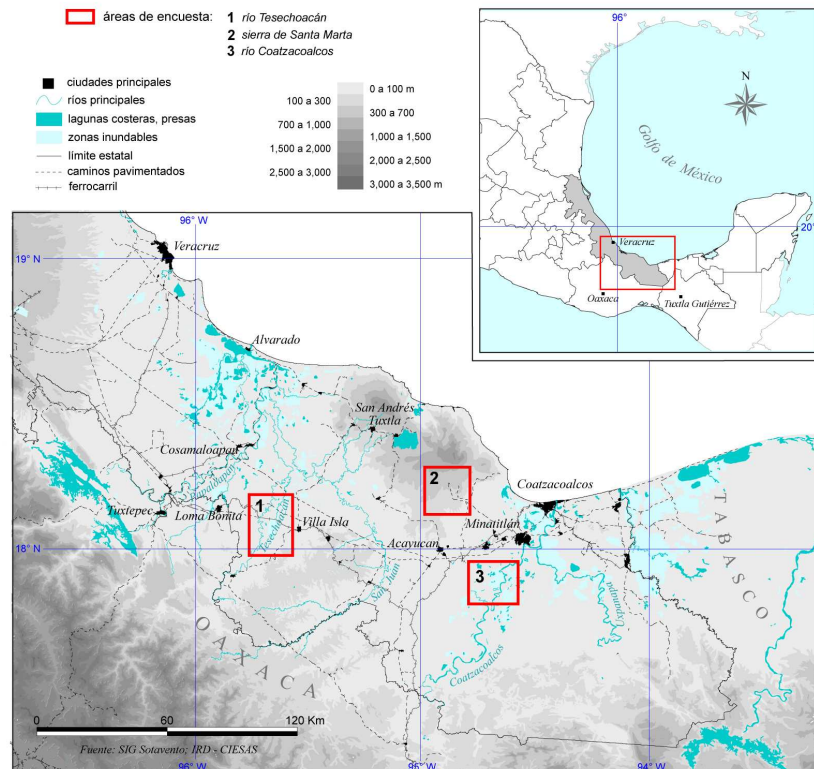 áreas de encuesta: 1 río Tesechoacán
2 sierra de Santa Marta
3 río Coatzacoalcos
ciudades principales
ríos principales
lagunas costeras, presas
zonas inundables
límite estatal
caminos pavimentados
ferrocarril
0 a 100 m
100 a 300
300 a 700
700 a 1,000
1,000 a 1,500
1,500 a 2,000
2,000 a 2,500
2,500 a 3,000
3,000 a 3,500 m
96°
N
Golfo de México
20°
Veracruz
Oaxaca
Tuxtla Gutiérrez
96° W
19° N
Veracruz
Alvarado
San Andrés
Tuxtla
Cosamaloapan
2
Coatzacoalcos
1
Tuxtepec
Loma Bonita
Tesechoacán
Villa Isla
Minatitlán
Acayucan
18° N
3
San Juan
Uxpanapa
Coatzacoalcos
TABASCO
OAXACA
0 60 120 Km
Fuente: SIG Sotavento; IRD - CIESAS
96° W
94° W